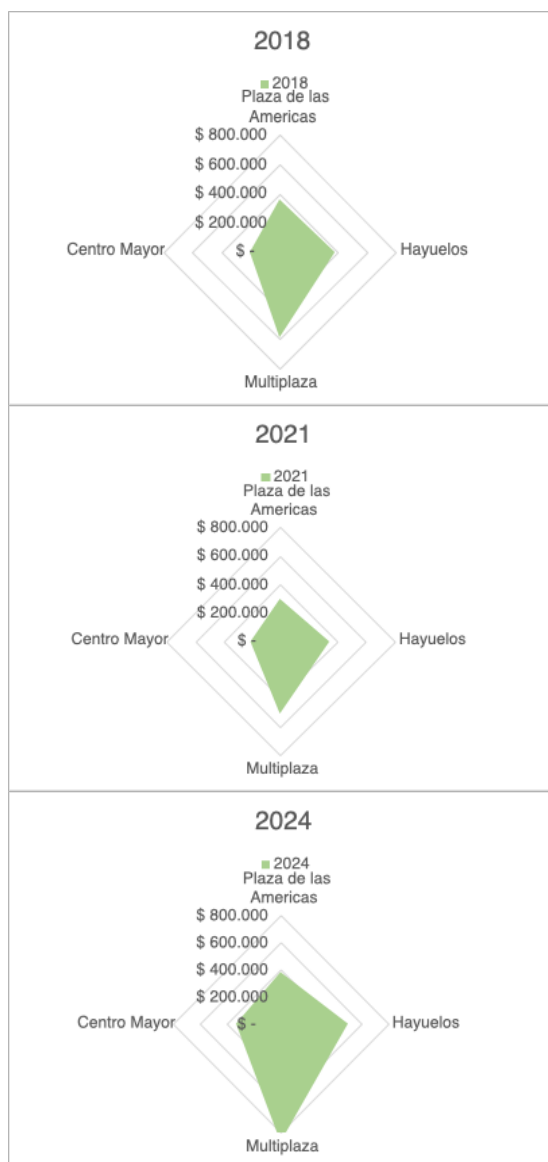 2018
2018
Plaza de las
Americas
$ 800.000
$ 600.000
$ 400.000
$ 200.000
$ -
Centro Mayor
Hayuelos
Multiplaza
2021
2021
Plaza de las
Americas
$ 800.000
$ 600.000
$ 400.000
$ 200.000
$ -
Centro Mayor
Hayuelos
Multiplaza
2024
2024
Plaza de las
Americas
$ 800.000
$ 600.000
$ 400.000
$ 200.000
$ -
Centro Mayor
Hayuelos
Multiplaza